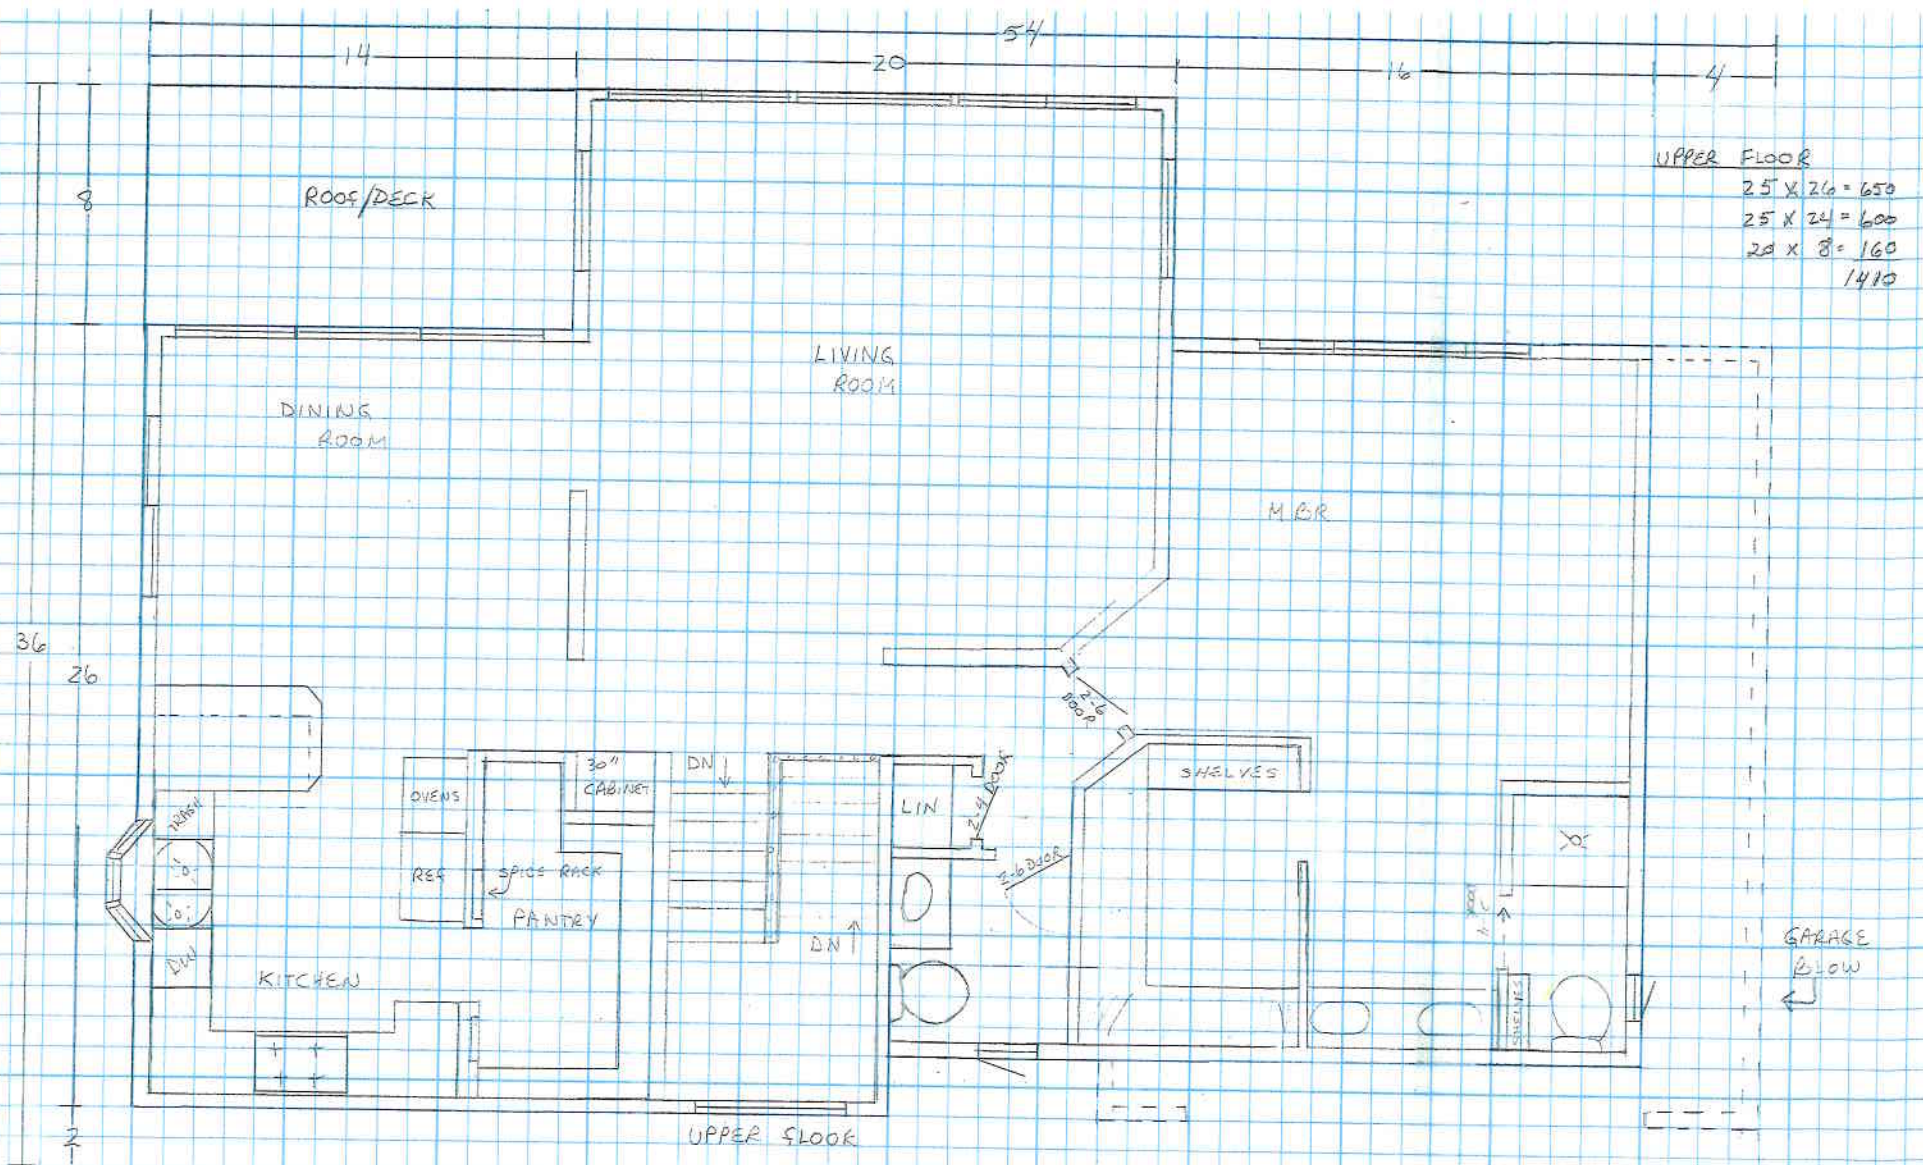 54
14
20
16
4
8
ROOF/DECK
UPPER FLOOR
25 X 26 = 650
25 X 24 = 600
20 X 8 = 160
1410
LIVING
ROOM
DINING
ROOM
MBR
36
26
2-6
DOOR
30"
CABINET
DN
SHELVES
OVENS
TRASH
LIN
2-4 DOOR
REF
SPICE RACK
2-6 DOOR
PANTRY
DN
DW
KITCHEN
SHELVES
GARAGE
BLOW
2
UPPER FLOOR